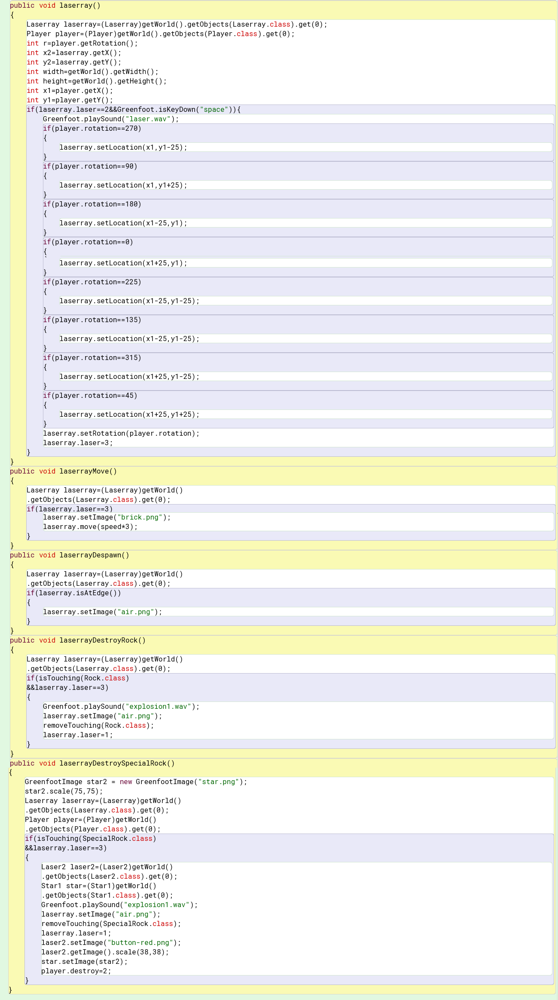 public void laserray()
{
    Laserray laserray=(Laserray)getWorld().getObjects(Laserray.class).get(0);
    Player player=(Player)getWorld().getObjects(Player.class).get(0);
    int r=player.getRotation();
    int x2=laserray.getX();
    int y2=laserray.getY();
    int width=getWorld().getWidth();
    int height=getWorld().getHeight();
    int x1=player.getX();
    int y1=player.getY();
    if(laserray.laser==2&&Greenfoot.isKeyDown("space")){
        Greenfoot.playSound("laser.wav");
        if(player.rotation==270)
        {
            laserray.setLocation(x1,y1-25);
        }
        if(player.rotation==90)
        {
            laserray.setLocation(x1,y1+25);
        }
        if(player.rotation==180)
        {
            laserray.setLocation(x1-25,y1);
        }
        if(player.rotation==0)
        {
        `   laserray.setLocation(x1+25,y1);
        }
        if(player.rotation==225)
        {
            laserray.setLocation(x1-25,y1-25);
        }
        if(player.rotation==135)
        {
            laserray.setLocation(x1-25,y1-25);
        }
        if(player.rotation==315)
        {
            laserray.setLocation(x1+25,y1-25);
        }
        if(player.rotation==45)
        {
            laserray.setLocation(x1+25,y1+25);
        }
        laserray.setRotation(player.rotation);
        laserray.laser=3;
    }
}
public void laserrayMove()
{
    Laserray laserray=(Laserray)getWorld()
    .getObjects(Laserray.class).get(0);
    if(laserray.laser==3)
        laserray.setImage("brick.png");
        laserray.move(speed*3);
    }
}
public void laserrayDespawn()
{
    Laserray laserray=(Laserray)getWorld()
    .getObjects(Laserray.class).get(0);
    if(laserray.isAtEdge())
    {
        laserray.setImage("air.png");
    }
}
public void laserrayDestroyRock()
{
    Laserray laserray=(Laserray)getWorld()
    .getObjects(Laserray.class).get(0);
    if(isTouching(Rock.class)
    &&laserray.laser==3)
    {
        Greenfoot.playSound("explosion1.wav");
        laserray.setImage("air.png");
        removeTouching(Rock.class);
        laserray.laser=1;
    }
}
public void laserrayDestroySpecialRock()
{
    GreenfootImage star2 = new GreenfootImage("star.png");
    star2.scale(75,75);
    Laserray laserray=(Laserray)getWorld()
    .getObjects(Laserray.class).get(0);
    Player player=(Player)getWorld()
    .getObjects(Player.class).get(0);
    if(isTouching(SpecialRock.class)
    &&laserray.laser==3)
    {
        Laser2 laser2=(Laser2)getWorld()
        .getObjects(Laser2.class).get(0);
        Star1 star=(Star1)getWorld()
        .getObjects(Star1.class).get(0);
        Greenfoot.playSound("explosion1.wav");
        laserray.setImage("air.png");
        removeTouching(SpecialRock.class);
        laserray.laser=1;
        laser2.setImage("button-red.png");
        laser2.getImage().scale(38,38);
        star.setImage(star2);
        player.destroy=2;
    }
}